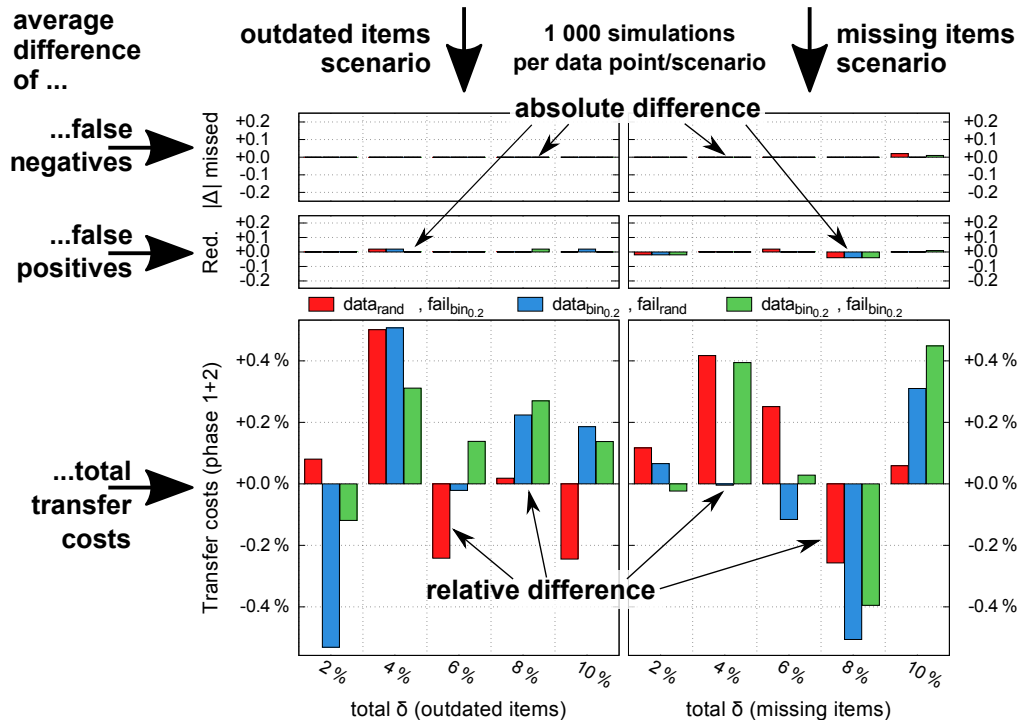 average
difference
of ...
outdated items
scenario
1 000 simulations
per data point/scenario
missing items
scenario
absolute difference
...false
negatives
|Δ| missed
+0.2
+0.1
+0.0
-0.1
-0.2
+0.2
+0.1
+0.0
-0.1
-0.2
...false
positives
Red.
+0.2
+0.1
+0.0
-0.1
-0.2
+0.2
+0.1
+0.0
-0.1
-0.2
data_rand , fail_bin_0.2 data_bin_0.2 , fail_rand data_bin_0.2 , fail_bin_0.2
...total
transfer
costs
Transfer costs (phase 1+2)
+0.4 %
+0.2 %
+0.0 %
-0.2 %
-0.4 %
+0.4 %
+0.2 %
+0.0 %
-0.2 %
-0.4 %
relative difference
2 % 4 % 6 % 8 % 10 %
2 % 4 % 6 % 8 % 10 %
total δ (outdated items)
total δ (missing items)